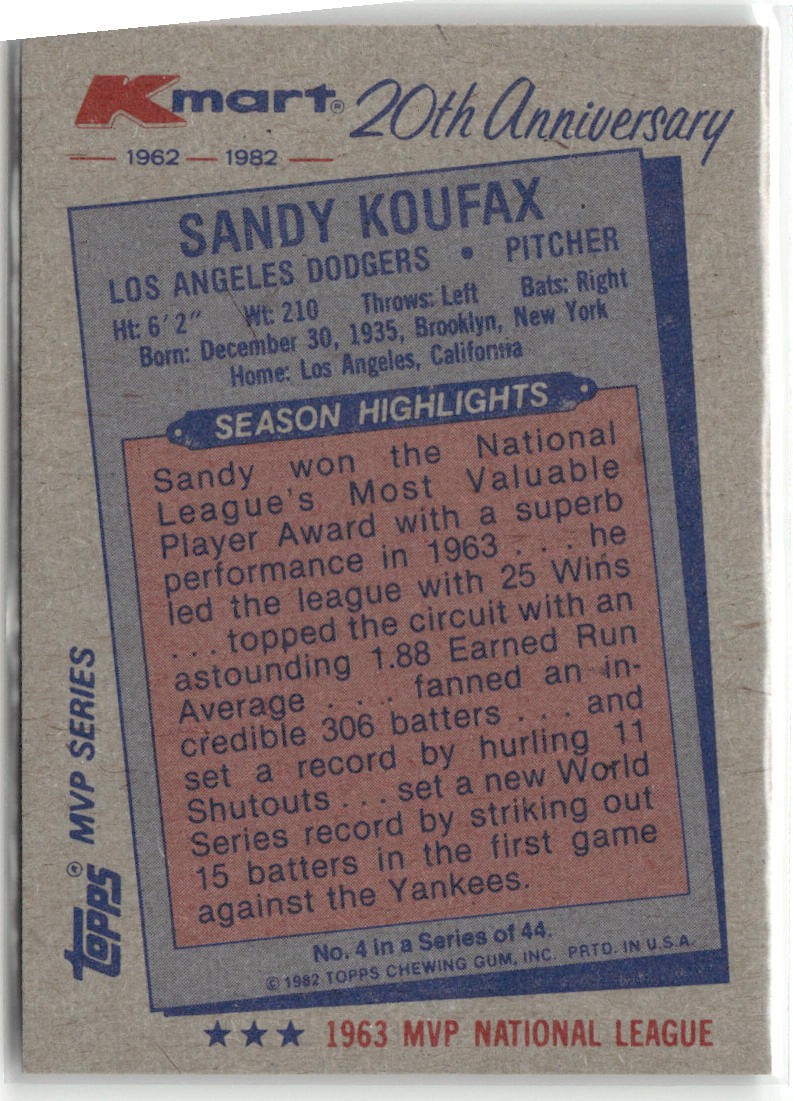 Kmart® 20th Anniversary
— 1962 — 1982 —
SANDY KOUFAX
LOS ANGELES DODGERS • PITCHER
Ht: 6'2" Wt: 210 Throws: Left Bats: Right
Born: December 30, 1935, Brooklyn, New York
Home: Los Angeles, California
SEASON HIGHLIGHTS
Sandy won the National
League's Most Valuable
Player Award with a superb
performance in 1963 . . . he
led the league with 25 Wins
. . . topped the circuit with an
astounding 1.88 Earned Run
Average . . . fanned an in-
credible 306 batters . . . and
set a record by hurling 11
Shutouts . . . set a new World
Series record by striking out
15 batters in the first game
against the Yankees.
No. 4 in a Series of 44.
© 1982 TOPPS CHEWING GUM, INC. PRTD. IN U.S.A.
TOPPS® MVP SERIES
★★★ 1963 MVP NATIONAL LEAGUE